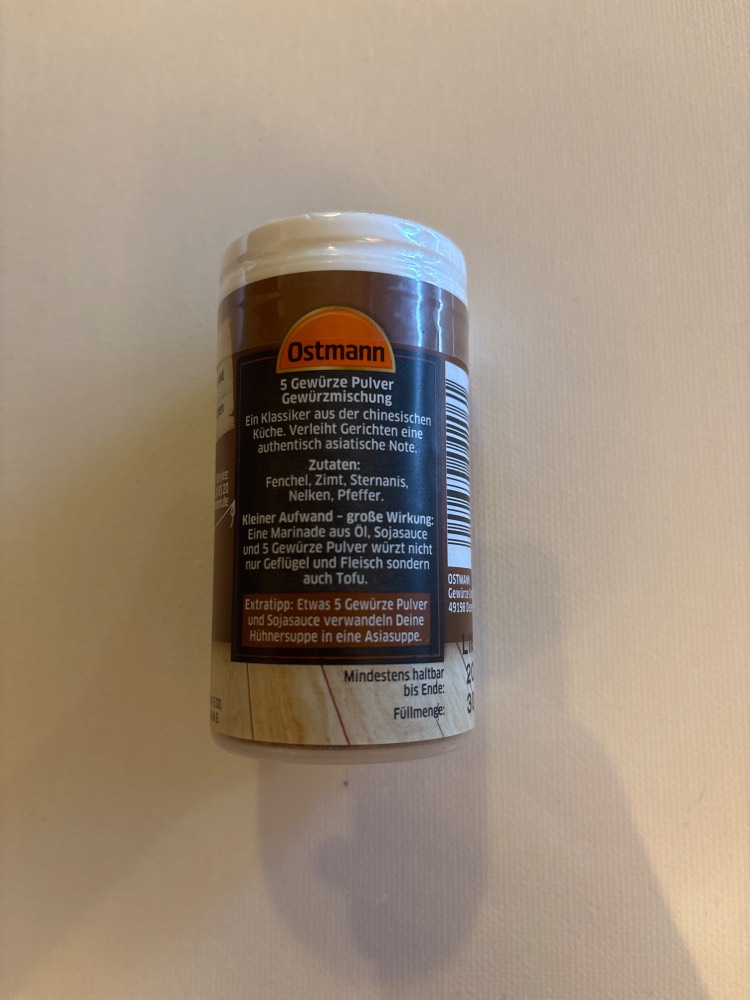 Ostmann
5 Gewürze Pulver
Gewürzmischung
Ein Klassiker aus der chinesischen
Küche. Verleiht Gerichten eine
authentisch asiatische Note.
Zutaten:
Fenchel, Zimt, Sternanis,
Nelken, Pfeffer.
Kleiner Aufwand – große Wirkung:
Eine Marinade aus Öl, Sojasauce
und 5 Gewürze Pulver würzt nicht
nur Geflügel und Fleisch sondern
auch Tofu.
Extratipp: Etwas 5 Gewürze Pulver
und Sojasauce verwandeln Deine
Hühnersuppe in eine Asiasuppe.
Mindestens haltbar
bis Ende:
Füllmenge:
OSTMANN
Gewürze
49196